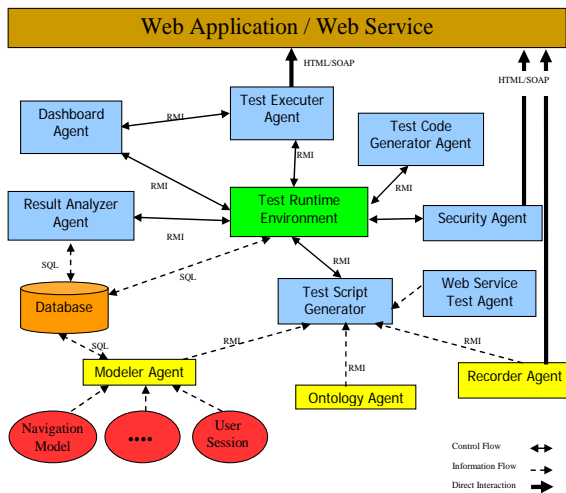 Web Application / Web Service
HTML/SOAP
HTML/SOAP
Dashboard
Agent
RMI
Test Executer
Agent
Test Code
Generator Agent
RMI
RMI
RMI
Result Analyzer
Agent
RMI
Test Runtime
Environment
Security Agent
SQL
SQL
RMI
Database
Test Script
Generator
Web Service
Test Agent
SQL
RMI
RMI
Modeler Agent
RMI
Recorder Agent
Ontology Agent
Navigation
Model
....
User
Session
Control Flow
Information Flow
Direct Interaction